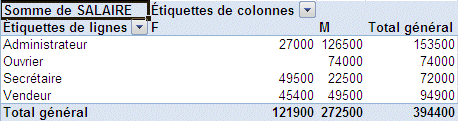 Somme de SALAIRE Étiquettes de colonnes
Étiquettes de lignes F M Total général
Administrateur 27000 126500 153500
Ouvrier 74000 74000
Secrétaire 49500 22500 72000
Vendeur 45400 49500 94900
Total général 121900 272500 394400